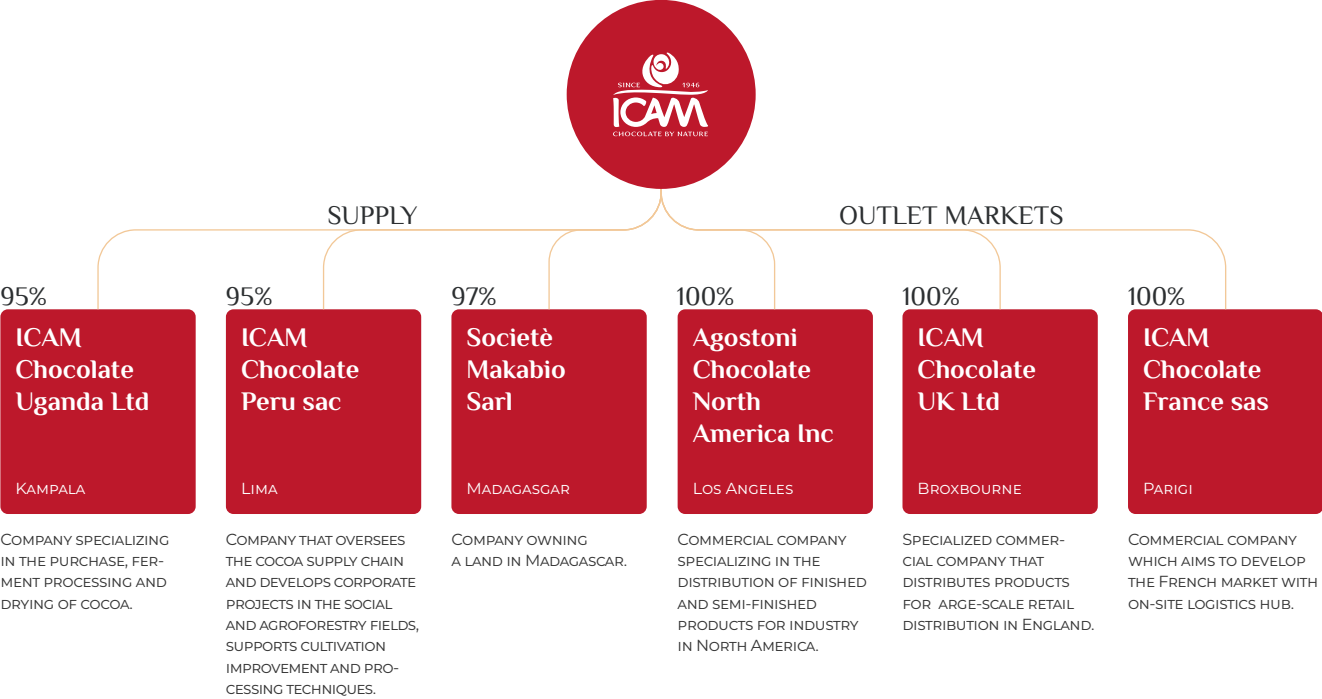 SINCE 1946
ICAM
CHOCOLATE BY NATURE
SUPPLY
OUTLET MARKETS
95%
ICAM
Chocolate
Uganda Ltd
Kampala
Company specializing
in the purchase, fer-
ment processing and
drying of cocoa.
95%
ICAM
Chocolate
Peru sac
Lima
Company that oversees
the cocoa supply chain
and develops corporate
projects in the social
and agroforestry fields,
supports cultivation
improvement and pro-
cessing techniques.
97%
Societè
Makabio
Sarl
Madagasgar
Company owning
a land in Madagascar.
100%
Agostoni
Chocolate
North
America Inc
Los Angeles
Commercial company
specializing in the
distribution of finished
and semi-finished
products for industry
in North America.
100%
ICAM
Chocolate
UK Ltd
Broxbourne
Specialized commer-
cial company that
distributes products
for arge-scale retail
distribution in England.
100%
ICAM
Chocolate
France sas
Parigi
Commercial company
which aims to develop
the French market with
on-site logistics hub.